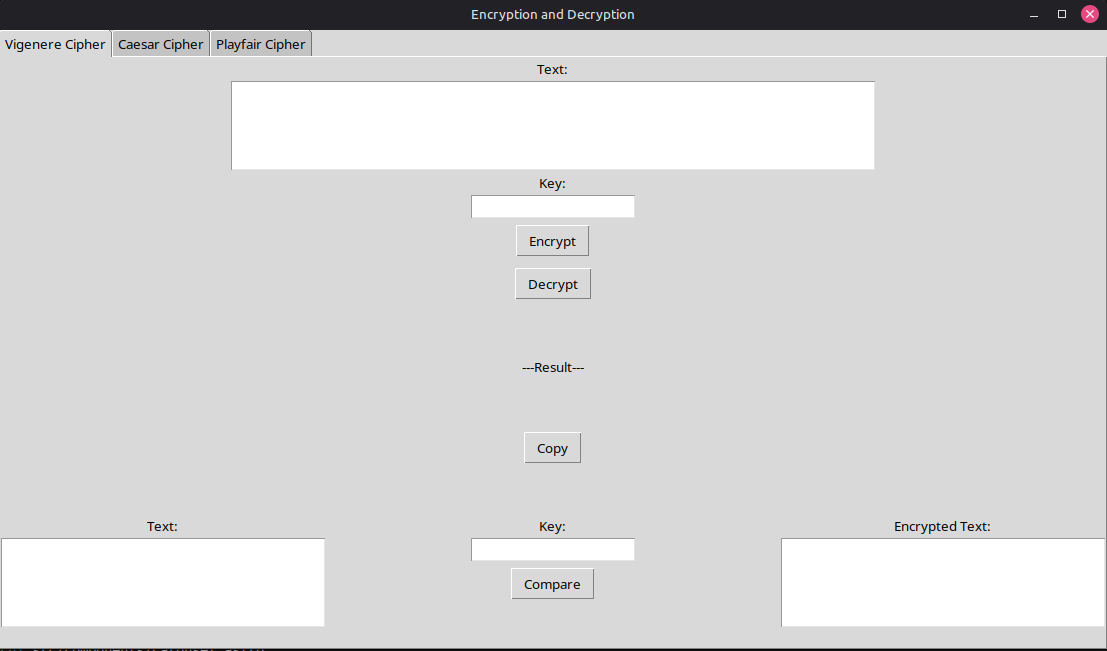 Encryption and Decryption
Vigenere Cipher Caesar Cipher Playfair Cipher
Text:
Key:
Encrypt
Decrypt
---Result---
Copy
Text: Key: Encrypted Text:
Compare